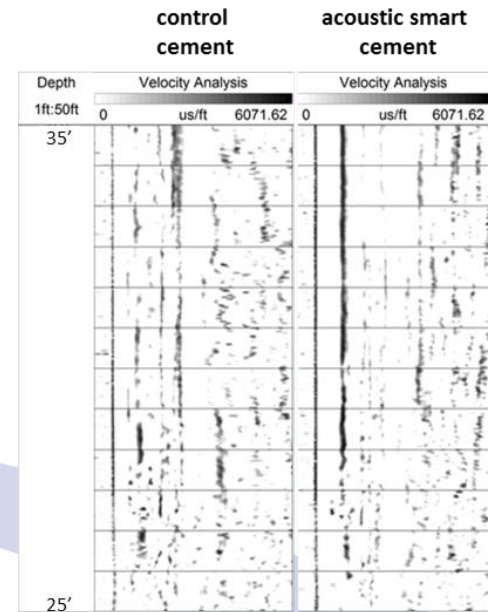 control cement
acoustic smart cement
Depth
Velocity Analysis
Velocity Analysis
1ft:50ft
0 us/ft 6071.62
0 us/ft 6071.62
35'
25'